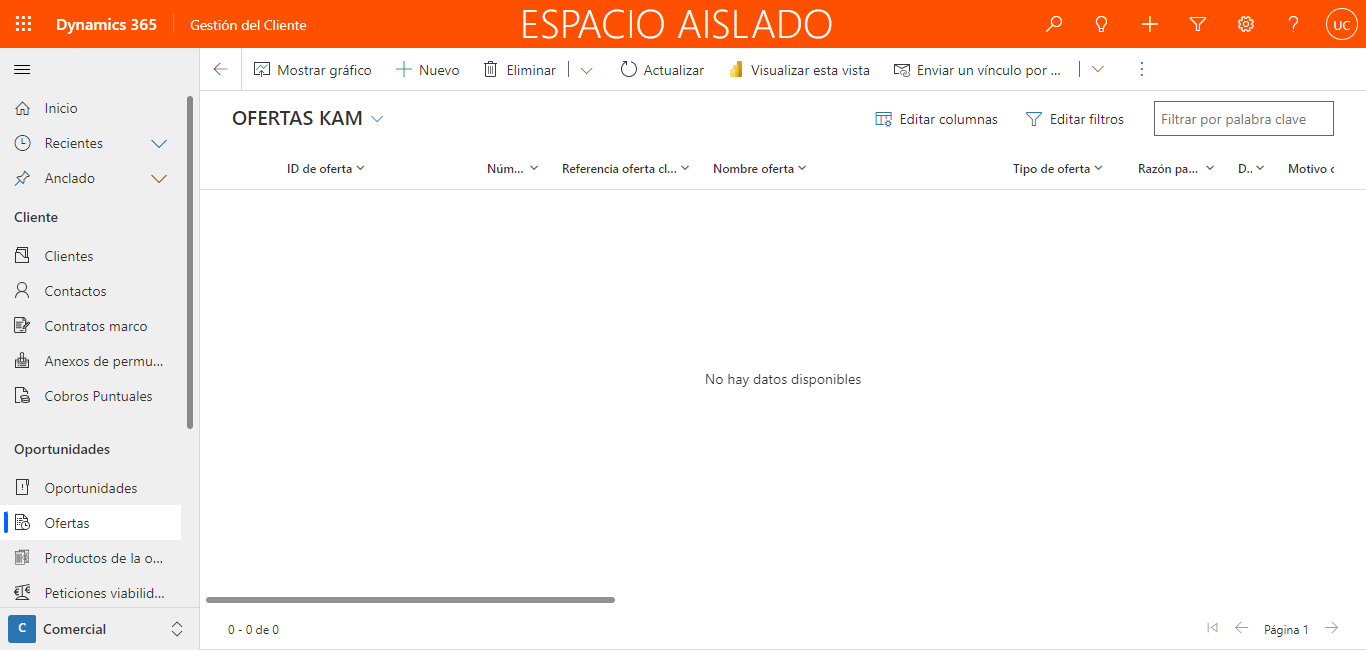 Dynamics 365 Gestión del Cliente ESPACIO AISLADO UC
Mostrar gráfico Nuevo Eliminar Actualizar Visualizar esta vista Enviar un vínculo por ...
Inicio
Recientes
Anclado
Cliente
Clientes
Contactos
Contratos marco
Anexos de permu...
Cobros Puntuales
Oportunidades
Oportunidades
Ofertas
Productos de la o...
Peticiones viabilid...
C Comercial
OFERTAS KAM Editar columnas Editar filtros Filtrar por palabra clave
ID de oferta Núm... Referencia oferta cl... Nombre oferta Tipo de oferta Razón pa... D.. Motivo c
No hay datos disponibles
0 - 0 de 0 Página 1